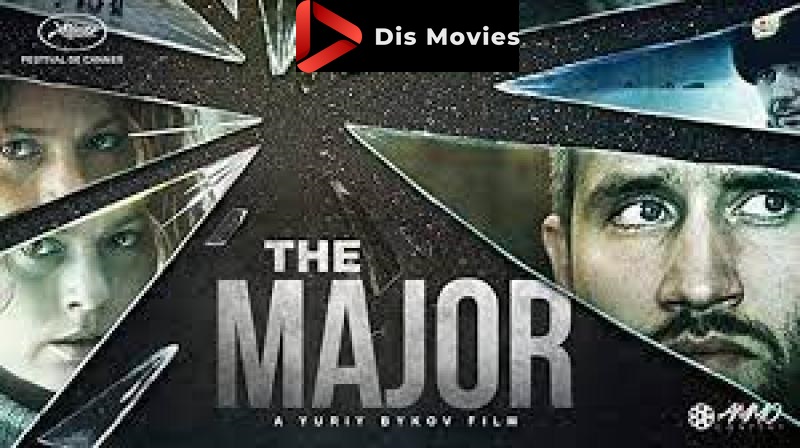 Dis Movies
FESTIVAL DE CANNES
THE
MAJOR
A YURIY BYKOV FILM